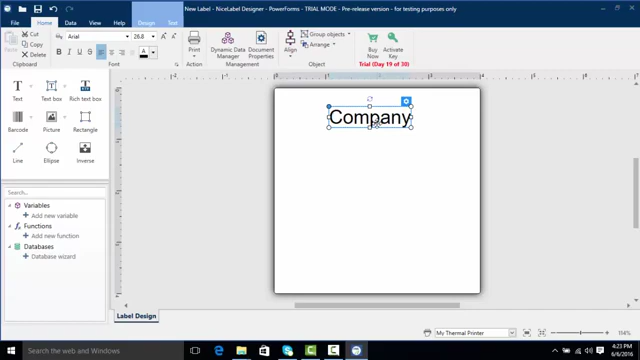 New Label - NiceLabel Designer - PowerForms - TRIAL MODE - Pre-release version - for testing purposes only
File Home Data View Design Text
Cut
Copy
Paste
Delete
Clipboard
Arial 26.8
B I U
Font
Print
Print
Dynamic Data Manager
Document Properties
Align
Group objects
Arrange
Object
Buy Now
Activate Key
Trial (Day 19 of 30)
Text
Text box
Rich text box
Barcode
Picture
Rectangle
Line
Ellipse
Inverse
Search...
Variables
Add new variable
Functions
Add new function
Databases
Database wizard
Company
Label Design
My Thermal Printer
104%
Search the web and Windows
4:23 PM
6/6/2016